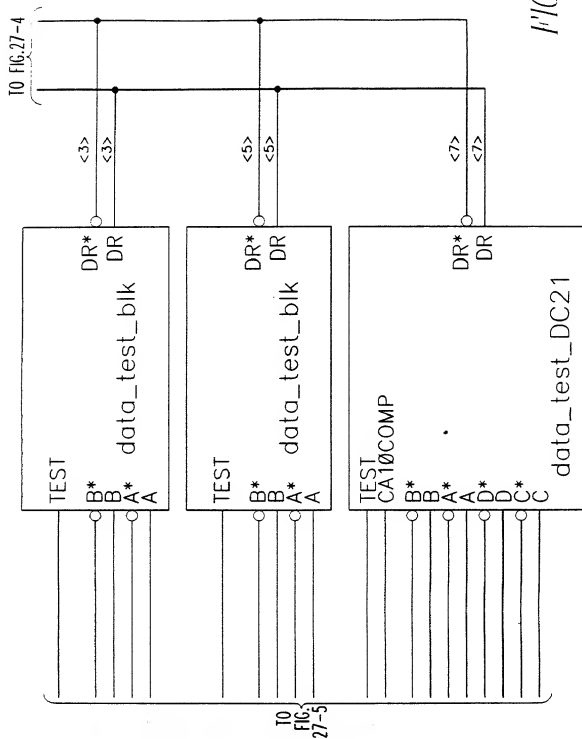 TO FIG.27-4
<3>
<3>
<5>
<5>
<7>
<7>
TEST
B*
B
A*
A
DR*
DR
data_test_blk
TEST
B*
B
A*
A
DR*
DR
data_test_blk
TEST
CA10COMP
B*
B
A*
A
D*
D
C*
C
DR*
DR
data_test_DC21
TO
FIG.
27-5